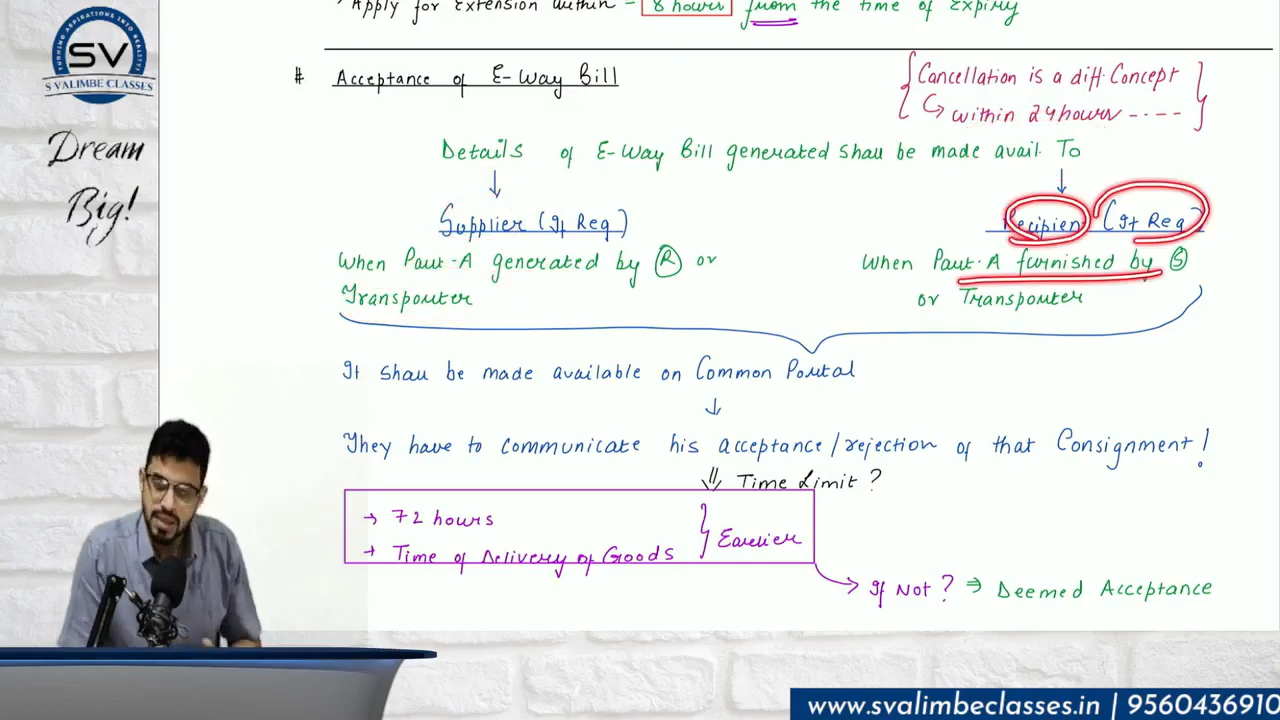 Apply for Extension within - 8 hours from the time of Expiry
TURNING ASPIRATIONS INTO REALITY
SV
S VALIMBE CLASSES
Dream
Big!
# Acceptance of E-Way Bill
Cancellation is a diff. Concept
within 24 hours ----
Details of E-Way Bill generated shall be made avail. To
Supplier (If Req)
Recipient (If Req)
When Part-A generated by R or
Transporter
When Part-A furnished by S
or Transporter
It shall be made available on Common Portal
They have to communicate his acceptance/rejection of that Consignment!
Time Limit?
→ 72 hours
→ Time of Delivery of Goods
Earlier
If Not? ⇒ Deemed Acceptance
www.svalimbeclasses.in | 9560436910